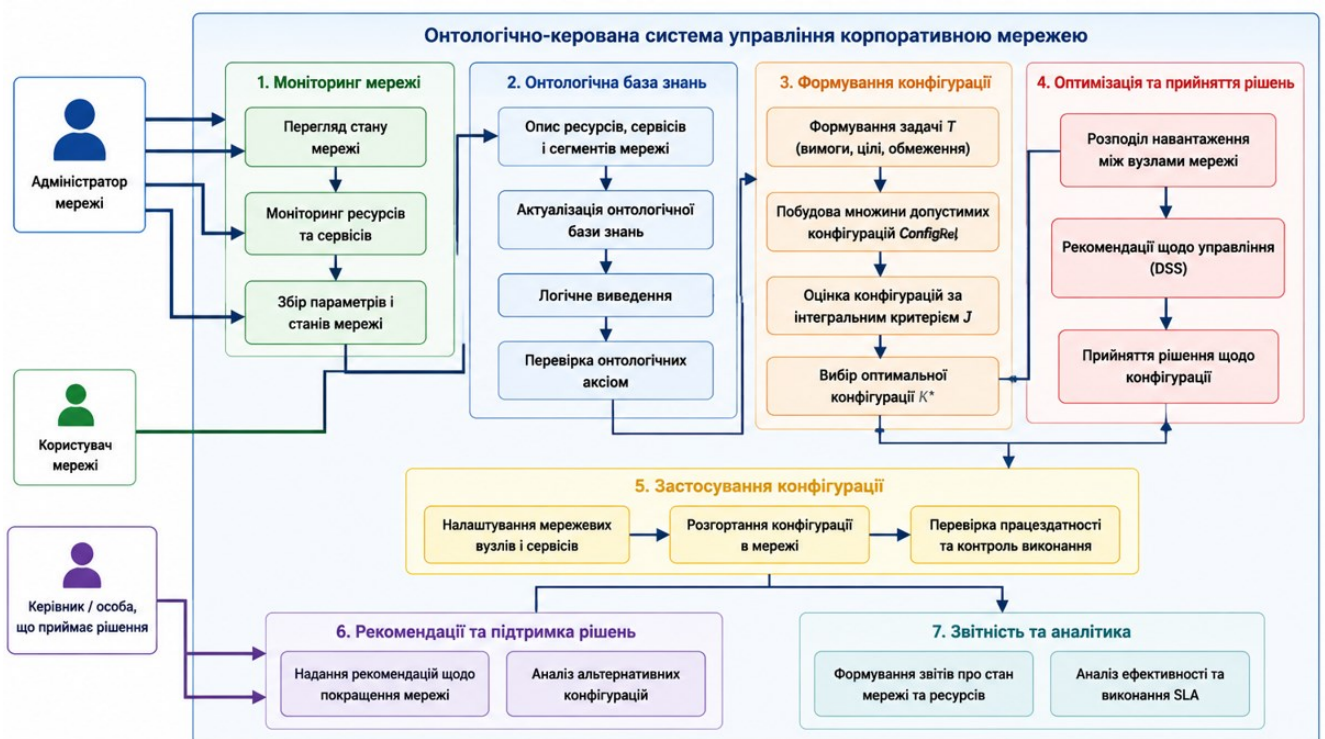 Онтологічно-керована система управління корпоративною мережею
Адміністратор
мережі
Користувач
мережі
Керівник / особа,
що приймає рішення
1. Моніторинг мережі
Перегляд стану
мережі
Моніторинг ресурсів
та сервісів
Збір параметрів і
станів мережі
2. Онтологічна база знань
Опис ресурсів, сервісів
і сегментів мережі
Актуалізація онтологічної
бази знань
Логічне виведення
Перевірка онтологічних
аксіом
3. Формування конфігурації
Формування задачі T
(вимоги, цілі, обмеження)
Побудова множини допустимих
конфігурацій
Оцінка конфігурацій за
інтегральним критерієм J
Вибір оптимальної
конфігурації K*
4. Оптимізація та прийняття рішень
Розподіл навантаження
між вузлами мережі
Рекомендації щодо управління
(DSS)
Прийняття рішення щодо
конфігурації
5. Застосування конфігурації
Налаштування мережевих
вузлів і сервісів
Розгортання конфігурації
в мережі
Перевірка працездатності
та контроль виконання
6. Рекомендації та підтримка рішень
Надання рекомендацій щодо
покращення мережі
Аналіз альтернативних
конфігурацій
7. Звітність та аналітика
Формування звітів про стан
мережі та ресурсів
Аналіз ефективності та
виконання SLA